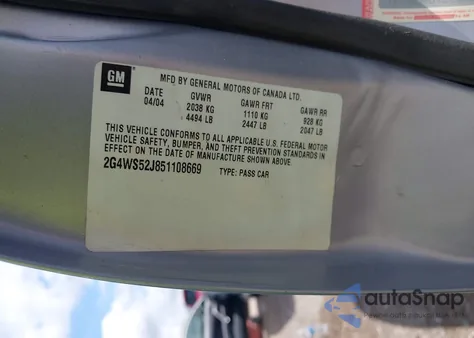 GM
MFD BY GENERAL MOTORS OF CANADA LTD.
DATE GVWR GAWR FRT GAWR RR
04/04 2038 KG 1110 KG 928 KG
4494 LB 2447 LB 2047 LB
THIS VEHICLE CONFORMS TO ALL APPLICABLE U.S. FEDERAL MOTOR
VEHICLE SAFETY, BUMPER, AND THEFT PREVENTION STANDARDS IN
EFFECT ON THE DATE OF MANUFACTURE SHOWN ABOVE.
2G4WS52J851108669 TYPE: PASS CAR
autoSnap